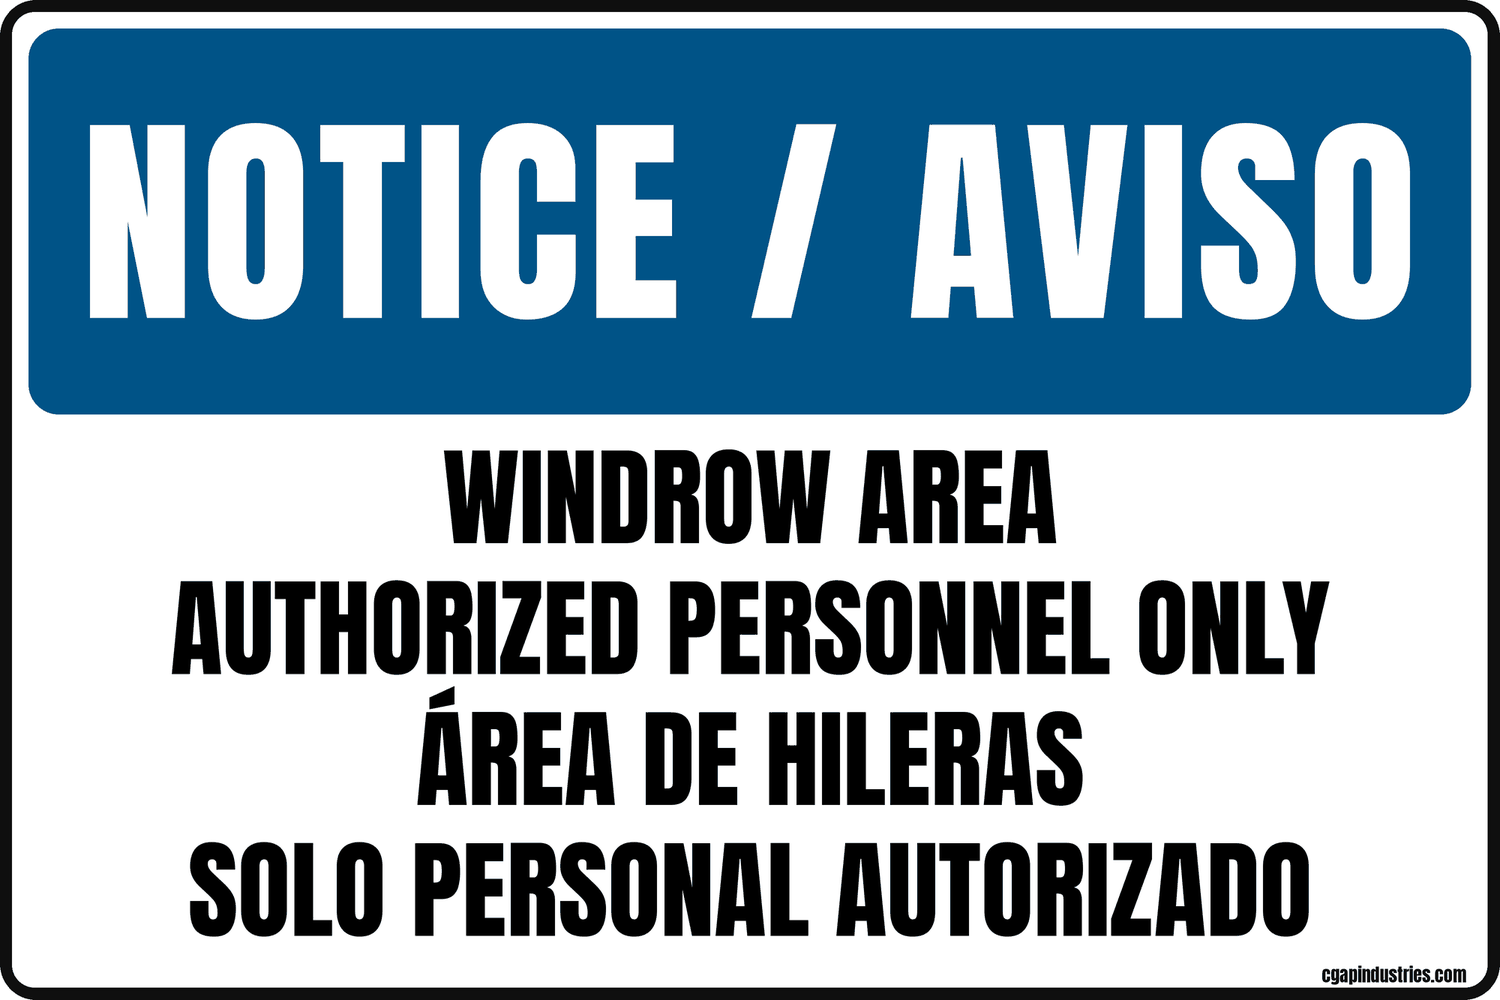 NOTICE / AVISO
WINDROW AREA
AUTHORIZED PERSONNEL ONLY
ÁREA DE HILERAS
SOLO PERSONAL AUTORIZADO
cgapindustries.com